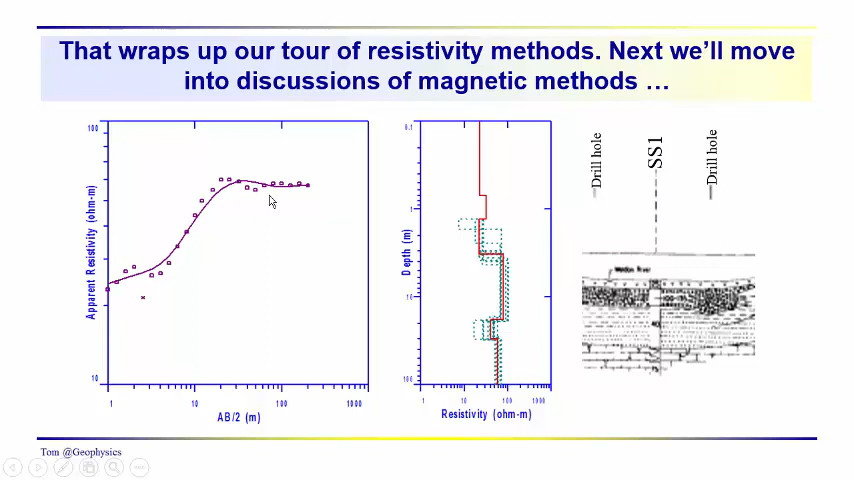 That wraps up our tour of resistivity methods. Next we’ll move
into discussions of magnetic methods …
100
10
Apparent Resistivity (ohm-m)
1
10
100
1000
AB/2 (m)
0.1
1
10
100
Depth (m)
1
10
100
1000
Resistivity (ohm-m)
Drill hole
SS1
Drill hole
River
Tom @Geophysics